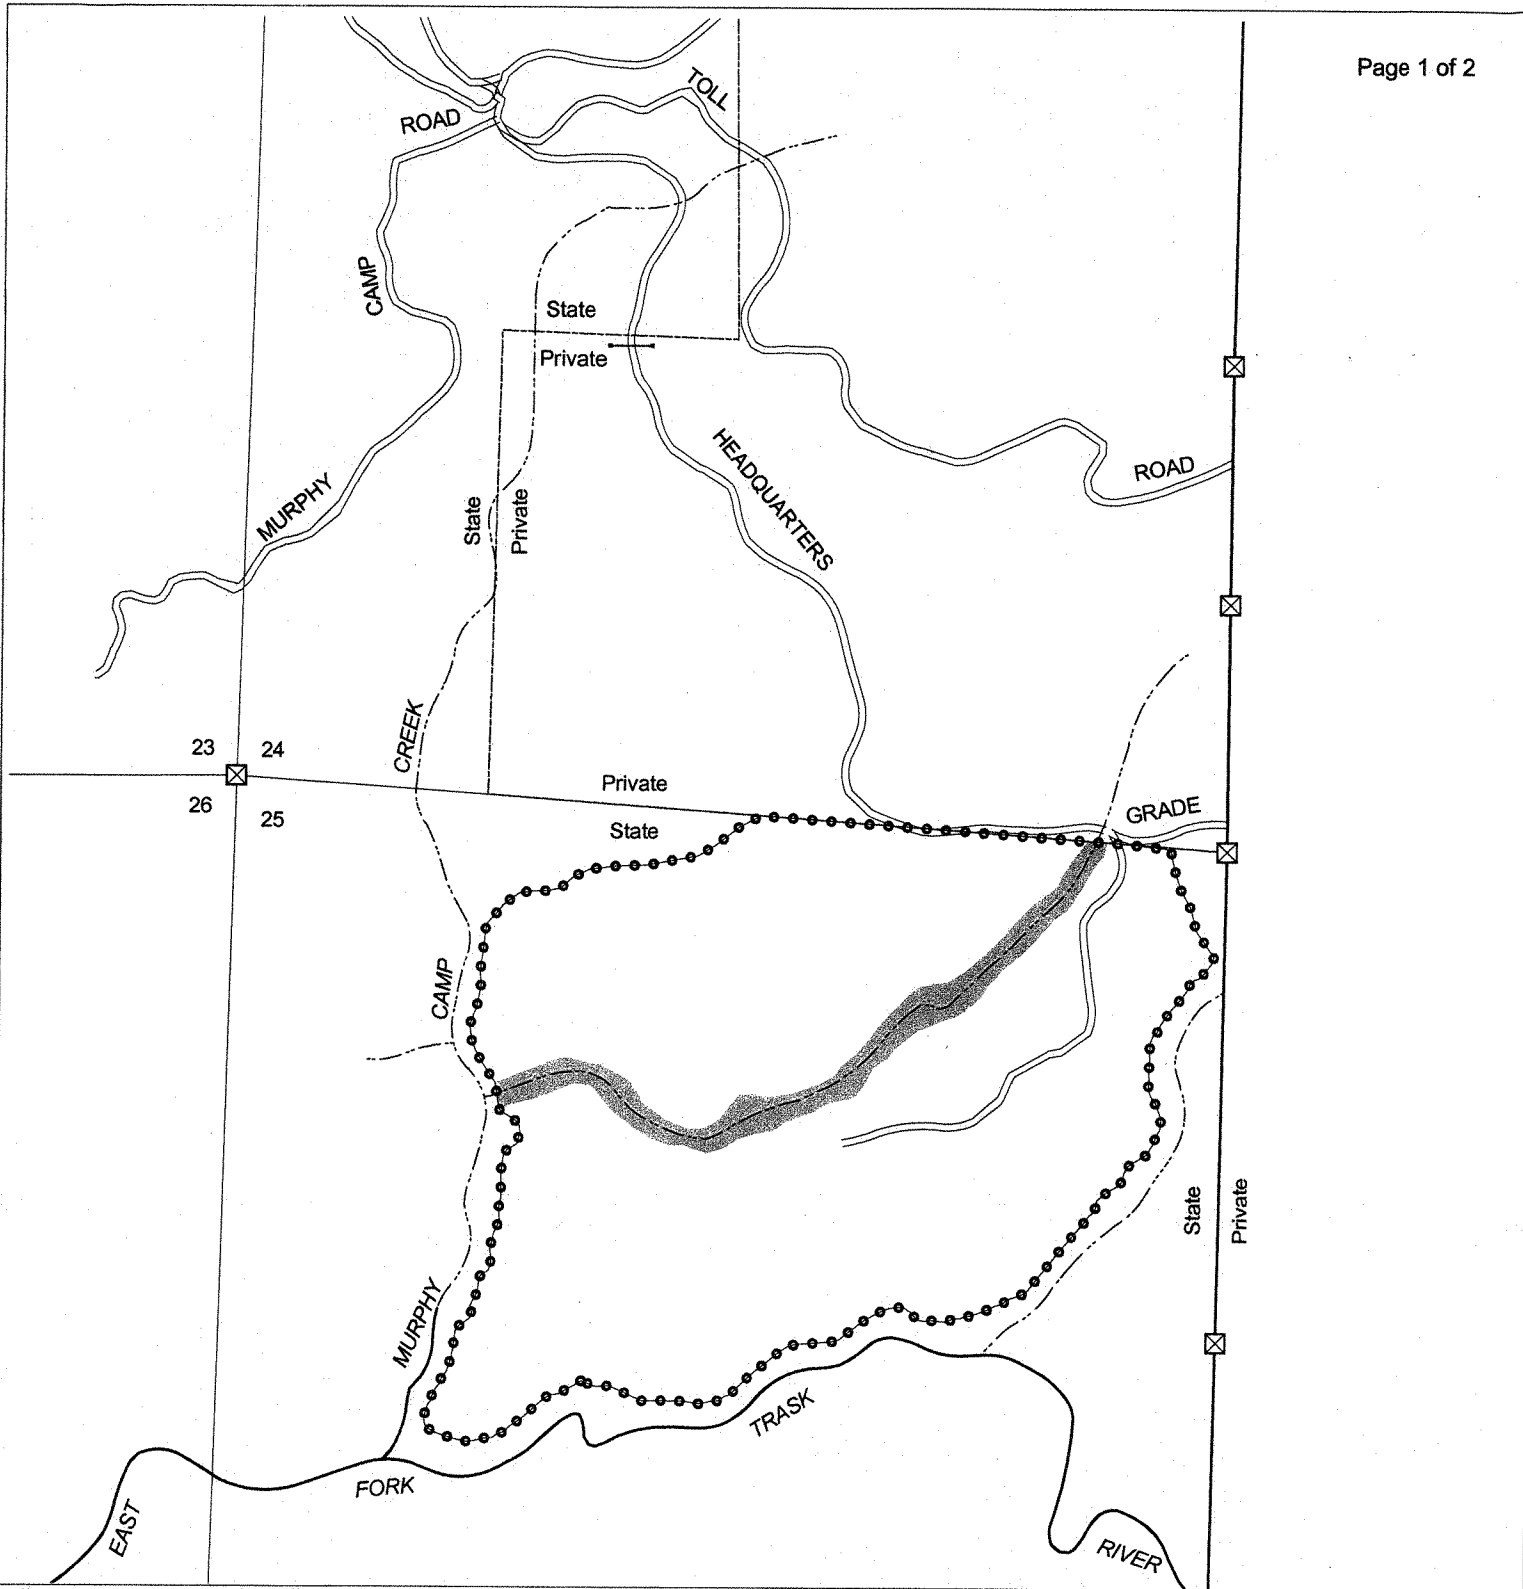 Page 1 of 2
TOLL
ROAD
CAMP
State
Private
HEADQUARTERS
ROAD
MURPHY
State
Private
CREEK
23 24
Private
26 25
State
GRADE
CAMP
State
Private
MURPHY
TRASK
FORK
EAST
RIVER